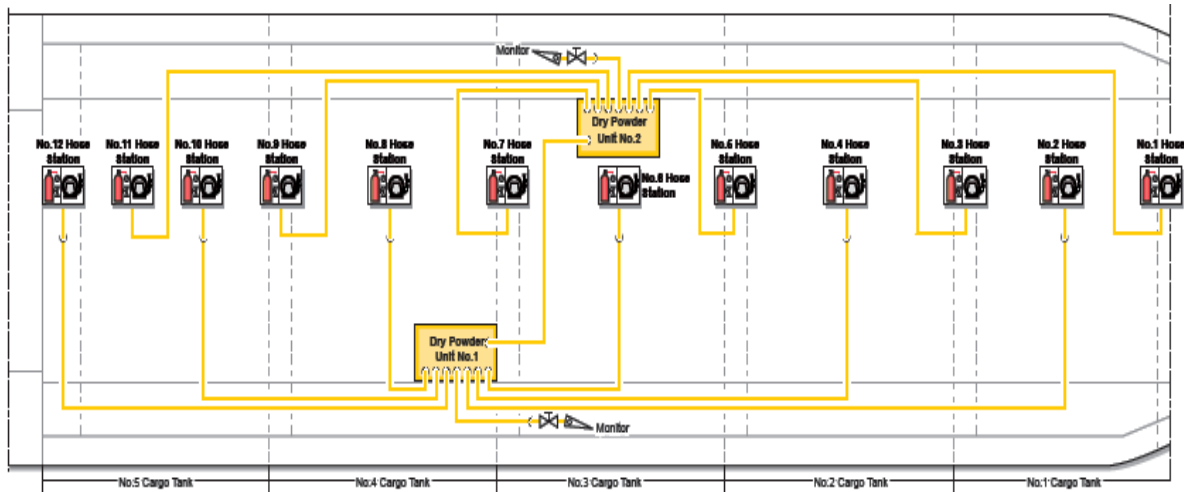 Monitor
Dry Powder
Unit No.2
No.12 Hose
Station
No.11 Hose
Station
No.10 Hose
Station
No.9 Hose
Station
No.8 Hose
Station
No.7 Hose
Station
No.6 Hose
Station
No.5 Hose
Station
No.4 Hose
Station
No.3 Hose
Station
No.2 Hose
Station
No.1 Hose
Station
Dry Powder
Unit No.1
Monitor
No:5 Cargo Tank
No.4 Cargo Tank
No.3 Cargo Tank
No.2 Cargo Tank
No:1 Cargo Tank